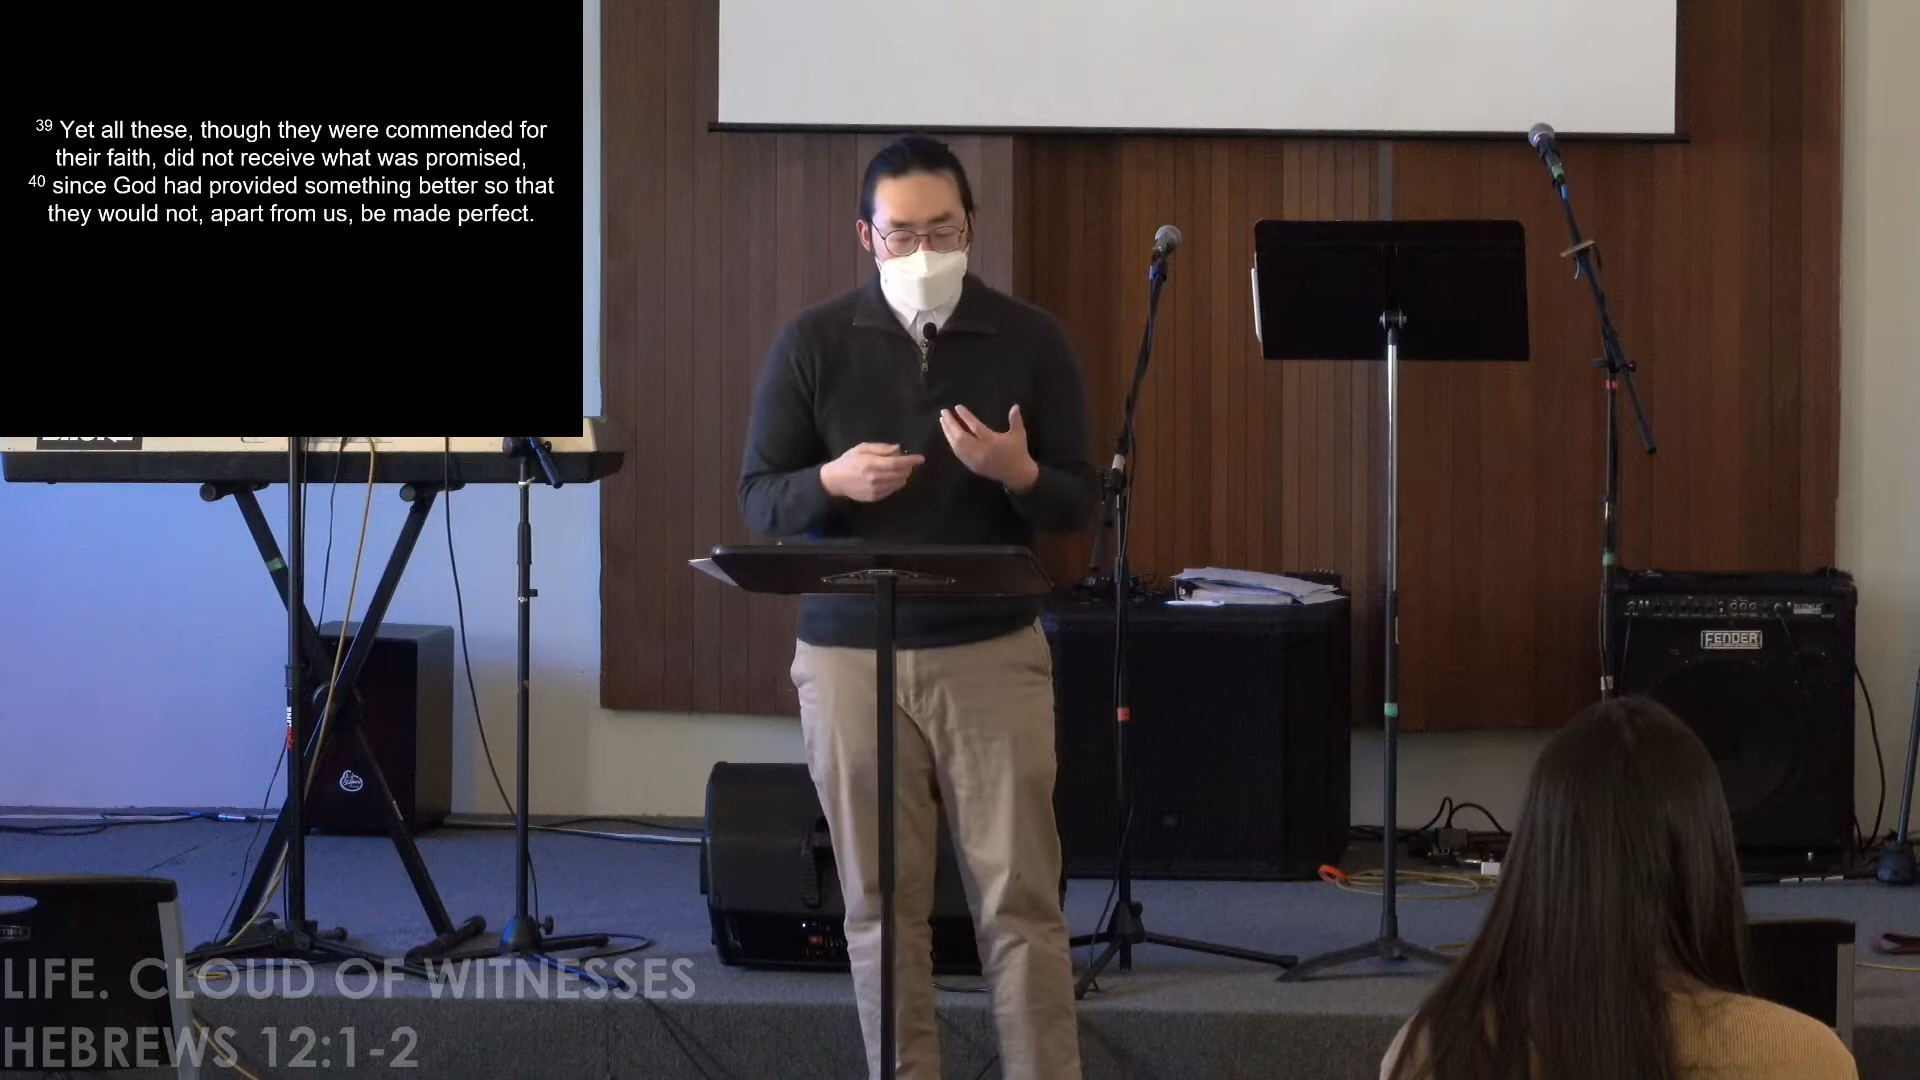 39 Yet all these, though they were commended for
their faith, did not receive what was promised,
40 since God had provided something better so that
they would not, apart from us, be made perfect.
FENDER
LIFE. CLOUD OF WITNESSES
HEBREWS 12:1-2